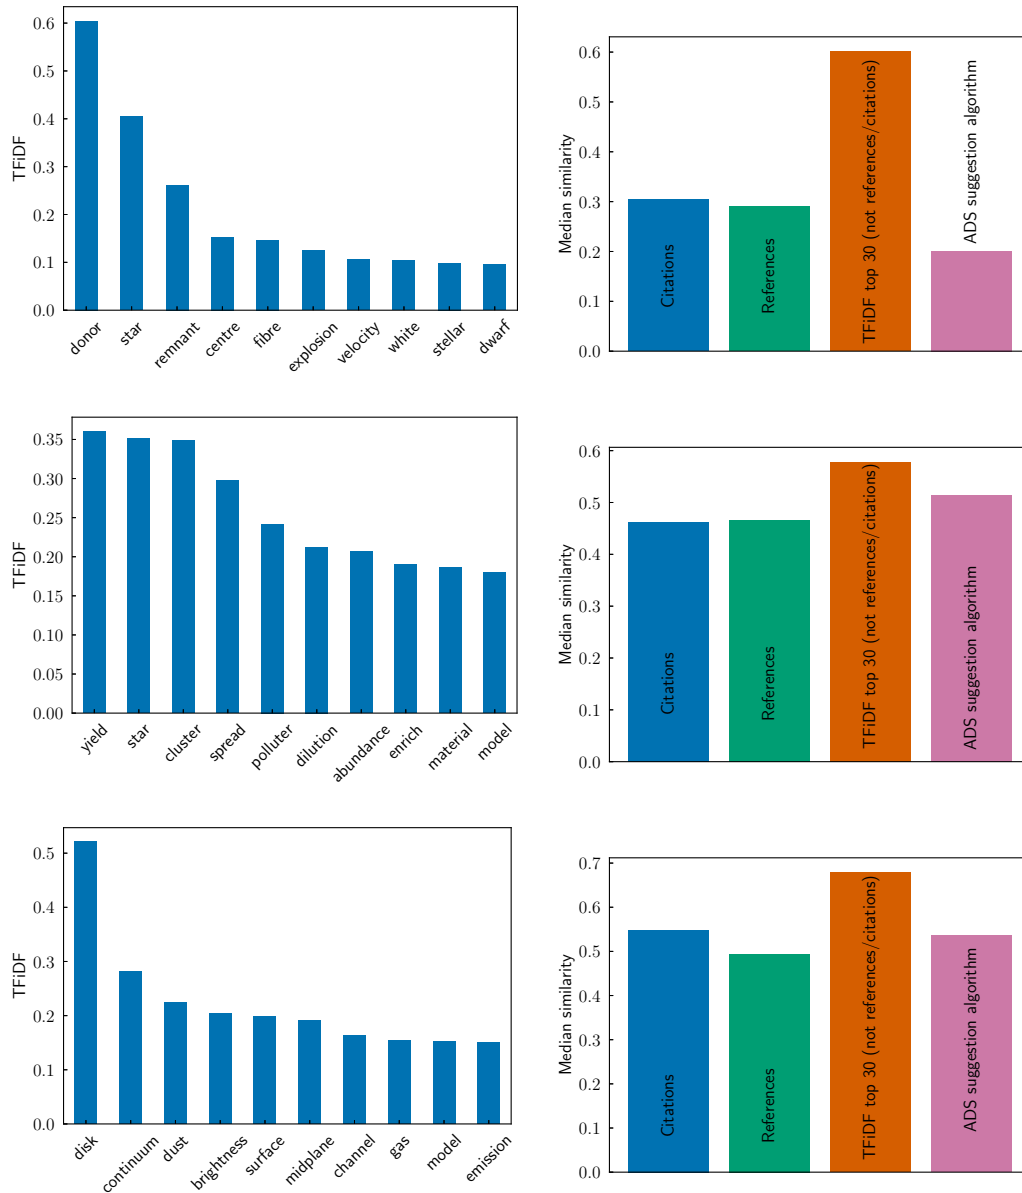 0.6
0.5
0.4
0.3
0.2
0.1
0.0
TFiDF
donor
star
remnant
centre
fibre
explosion
velocity
white
stellar
dwarf
0.6
0.5
0.4
0.3
0.2
0.1
0.0
Median similarity
Citations
References
TFiDF top 30 (not references/citations)
ADS suggestion algorithm
0.35
0.30
0.25
0.20
0.15
0.10
0.05
0.00
TFiDF
yield
star
cluster
spread
polluter
dilution
abundance
enrich
material
model
0.6
0.5
0.4
0.3
0.2
0.1
0.0
Median similarity
Citations
References
TFiDF top 30 (not references/citations)
ADS suggestion algorithm
0.5
0.4
0.3
0.2
0.1
0.0
TFiDF
disk
continuum
dust
brightness
surface
midplane
channel
gas
model
emission
0.7
0.6
0.5
0.4
0.3
0.2
0.1
0.0
Median similarity
Citations
References
TFiDF top 30 (not references/citations)
ADS suggestion algorithm